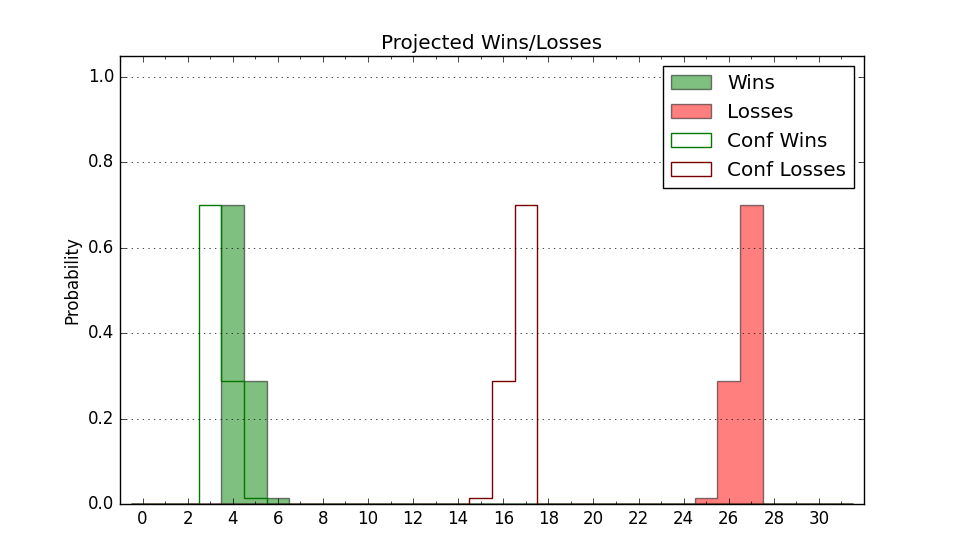 Projected Wins/Losses
1.0
0.8
0.6
0.4
0.2
0.0
Probability
Wins
Losses
Conf Wins
Conf Losses
0 2 4 6 8 10 12 14 16 18 20 22 24 26 28 30